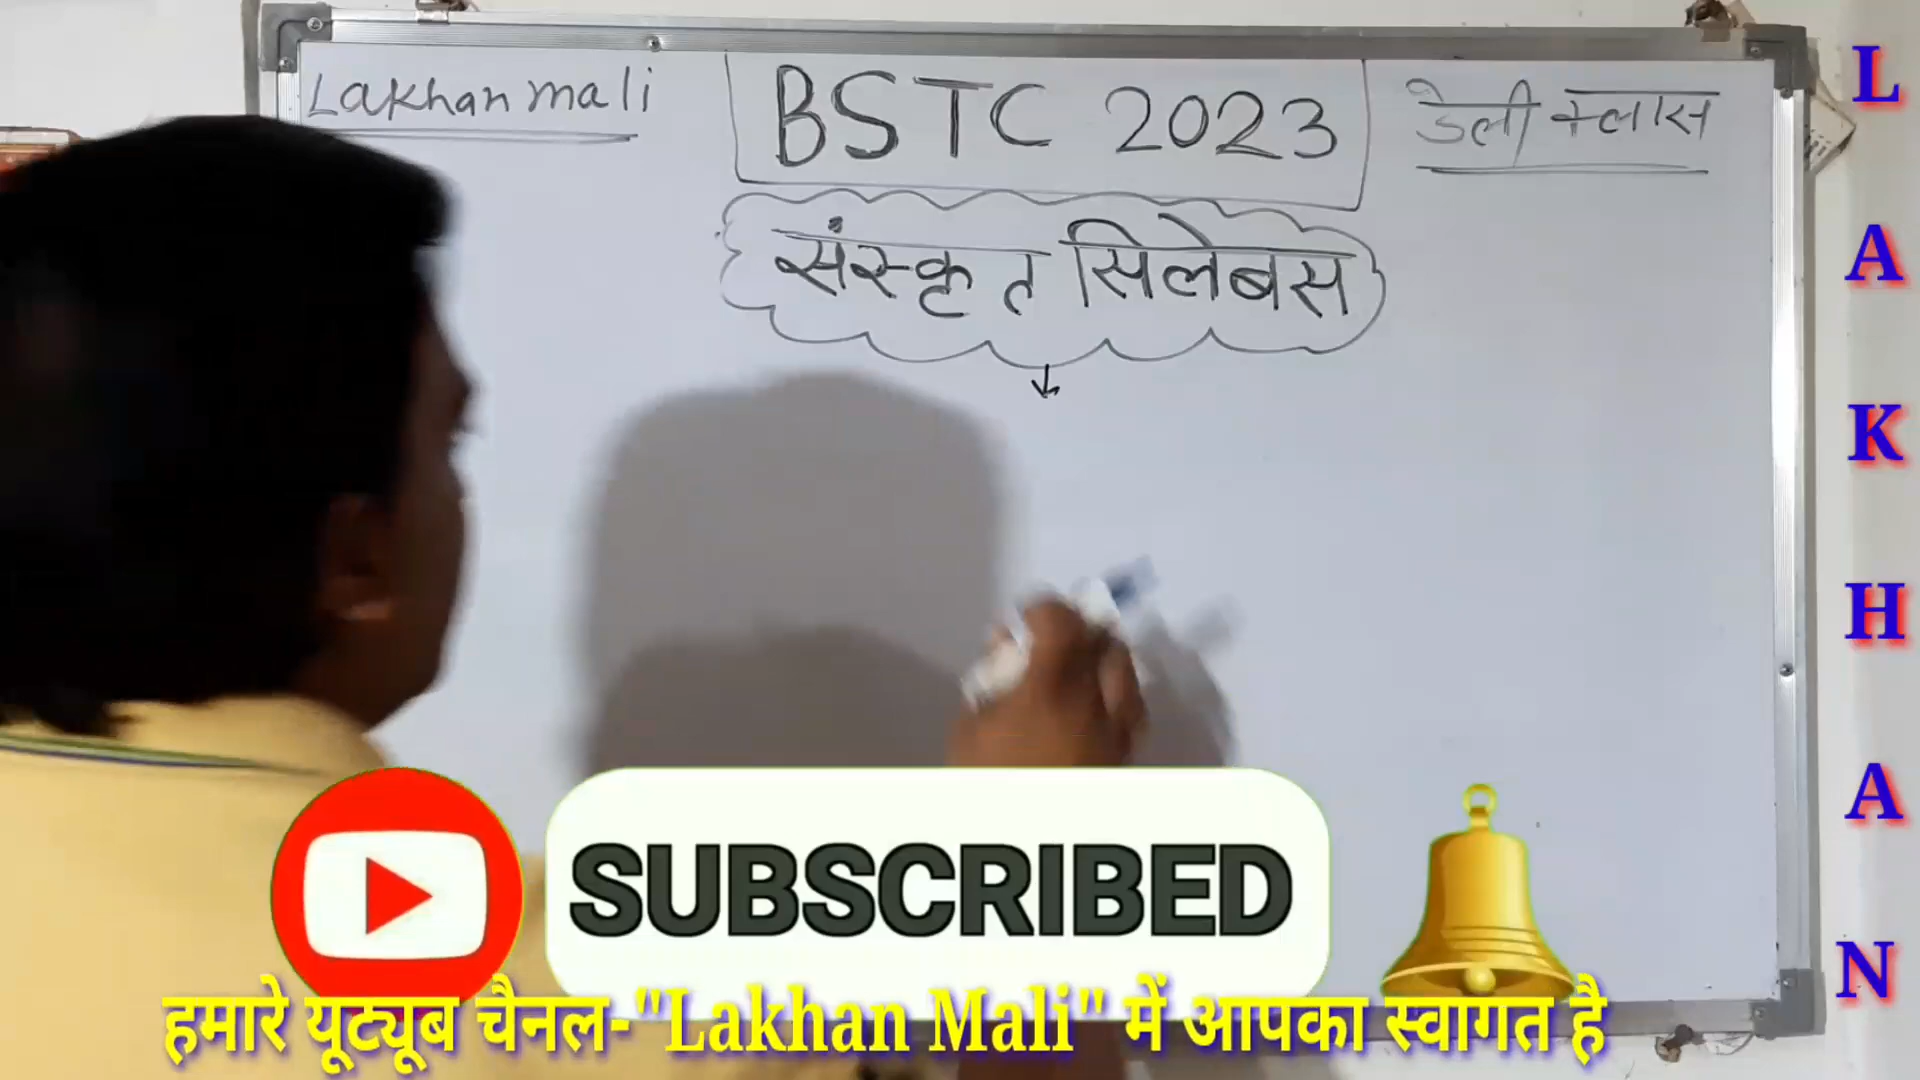 Lakhan mali
BSTC 2023
डेली क्लास
संस्कृत सिलेबस
SUBSCRIBED
हमारे यूट्यूब चैनल-"Lakhan Mali" में आपका स्वागत है
L
A
K
H
A
N